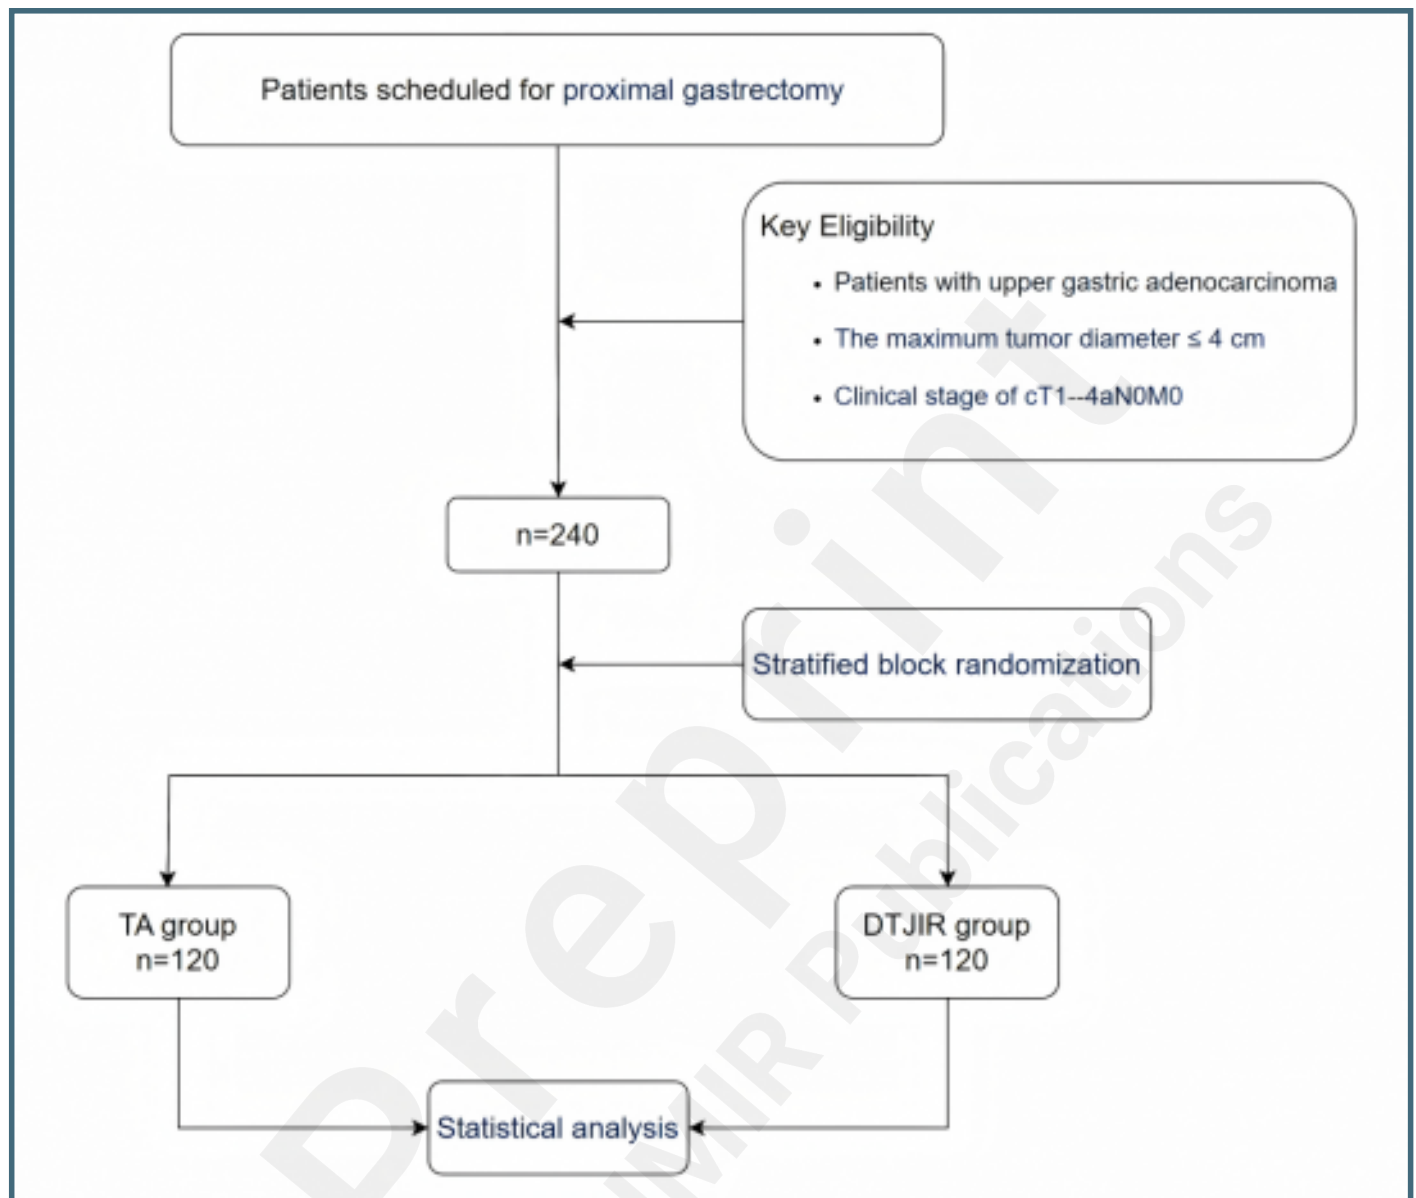 Patients scheduled for proximal gastrectomy
Key Eligibility
• Patients with upper gastric adenocarcinoma
• The maximum tumor diameter ≤ 4 cm
• Clinical stage of cT1--4aN0M0
n=240
Stratified block randomization
TA group
n=120
DTJIR group
n=120
Statistical analysis
Preprint
JMIR Publications